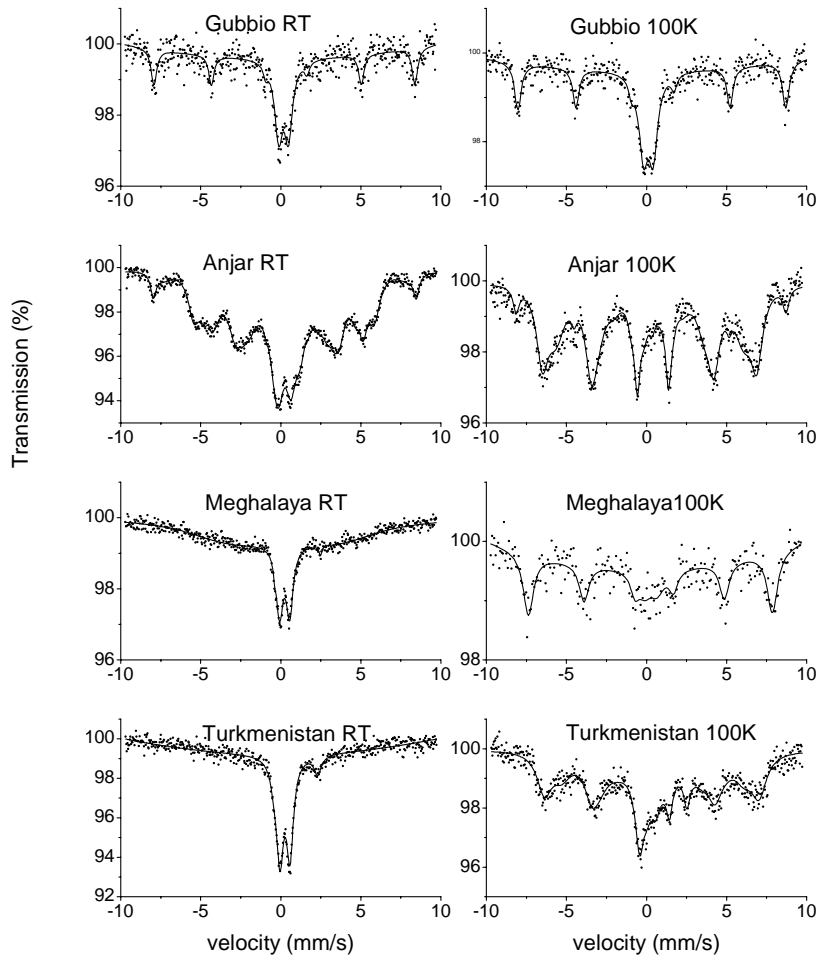 Transmission (%)
Gubbio RT
100
98
96
-10 -5 0 5 10
Gubbio 100K
100
98
-10 -5 0 5 10
Anjar RT
100
98
96
94
-10 -5 0 5 10
Anjar 100K
100
98
96
-10 -5 0 5 10
Meghalaya RT
100
98
96
-10 -5 0 5 10
Meghalaya100K
100
98
-10 -5 0 5 10
Turkmenistan RT
100
98
93
94
92
-10 -5 0 5 10
velocity (mm/s)
Turkmenistan 100K
100
98
96
-10 -5 0 5 10
velocity (mm/s)